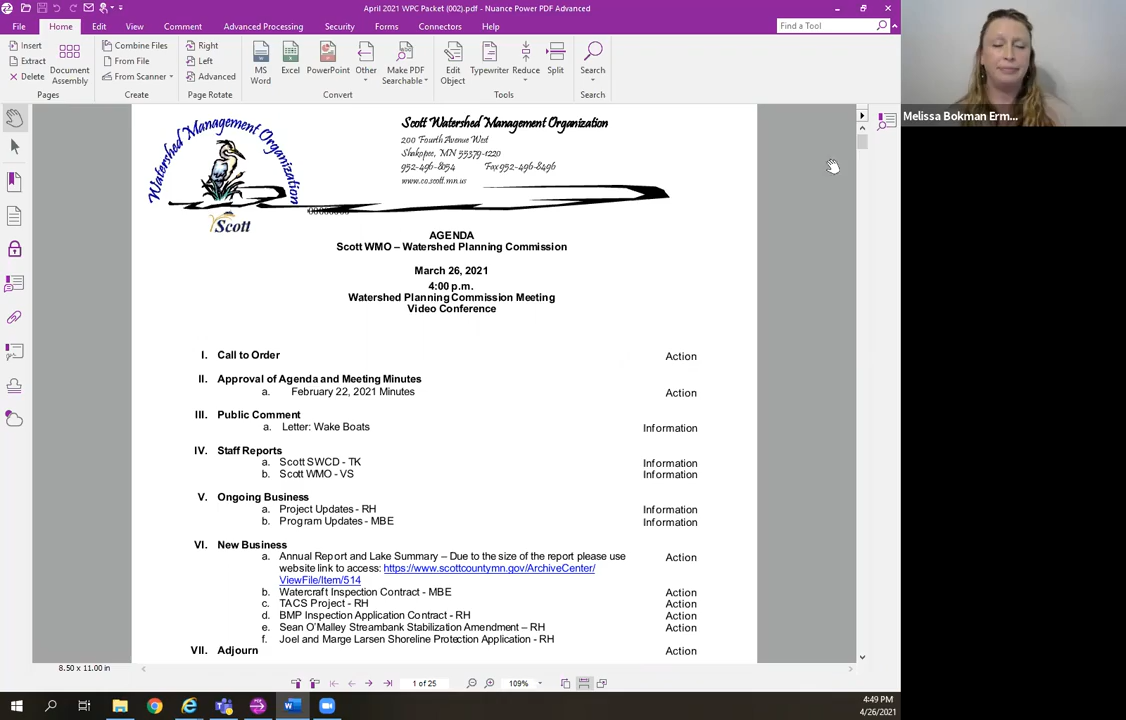 April 2021 WPC Packet (002).pdf - Nuance Power PDF Advanced
File Home Edit View Comment Advanced Processing Security Forms Connectors Help Find a Tool
Insert Extract Delete Document Assembly Pages
Combine Files From File From Scanner Create
Right Left Advanced Page Rotate
MS Word Excel PowerPoint Other Make PDF Searchable Convert
Edit Object Typewriter Reduce Split Tools
Search Search
Melissa Bokman Erm...
Watershed Management Organization
Scott
Scott Watershed Management Organization
200 Fourth Avenue West
Shakopee, MN 55379-1220
952-496-8054 Fax 952-496-8496
www.co.scott.mn.us
AGENDA
Scott WMO – Watershed Planning Commission
March 26, 2021
4:00 p.m.
Watershed Planning Commission Meeting
Video Conference
I. Call to Order Action
II. Approval of Agenda and Meeting Minutes
a. February 22, 2021 Minutes Action
III. Public Comment
a. Letter: Wake Boats Information
IV. Staff Reports
a. Scott SWCD - TK Information
b. Scott WMO - VS Information
V. Ongoing Business
a. Project Updates - RH Information
b. Program Updates - MBE Information
VI. New Business
a. Annual Report and Lake Summary – Due to the size of the report please use Action
website link to access: https://www.scottcountymn.gov/ArchiveCenter/
ViewFile/Item/514
b. Watercraft Inspection Contract - MBE Action
c. TACS Project - RH Action
d. BMP Inspection Application Contract - RH Action
e. Sean O'Malley Streambank Stabilization Amendment – RH Action
f. Joel and Marge Larsen Shoreline Protection Application - RH Action
VII. Adjourn Action
8.50 x 11.00 in
1 of 25 109%
4:49 PM
4/26/2021